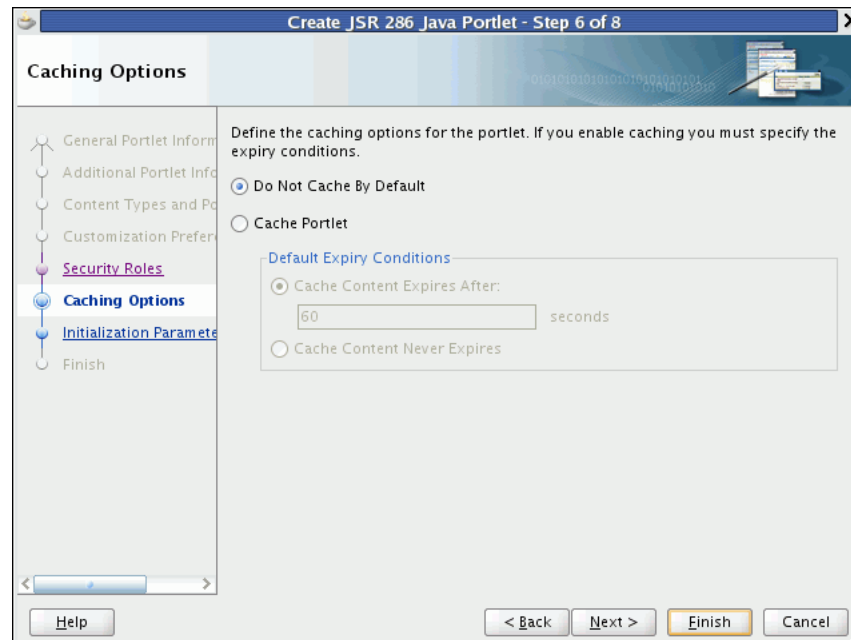 Create JSR 286 Java Portlet - Step 6 of 8
Caching Options
General Portlet Inform
Additional Portlet Info
Content Types and Po
Customization Prefer
Security Roles
Caching Options
Initialization Paramete
Finish
Define the caching options for the portlet. If you enable caching you must specify the
expiry conditions.
Do Not Cache By Default
Cache Portlet
Default Expiry Conditions
Cache Content Expires After:
60 seconds
Cache Content Never Expires
Help
< Back
Next >
Finish
Cancel